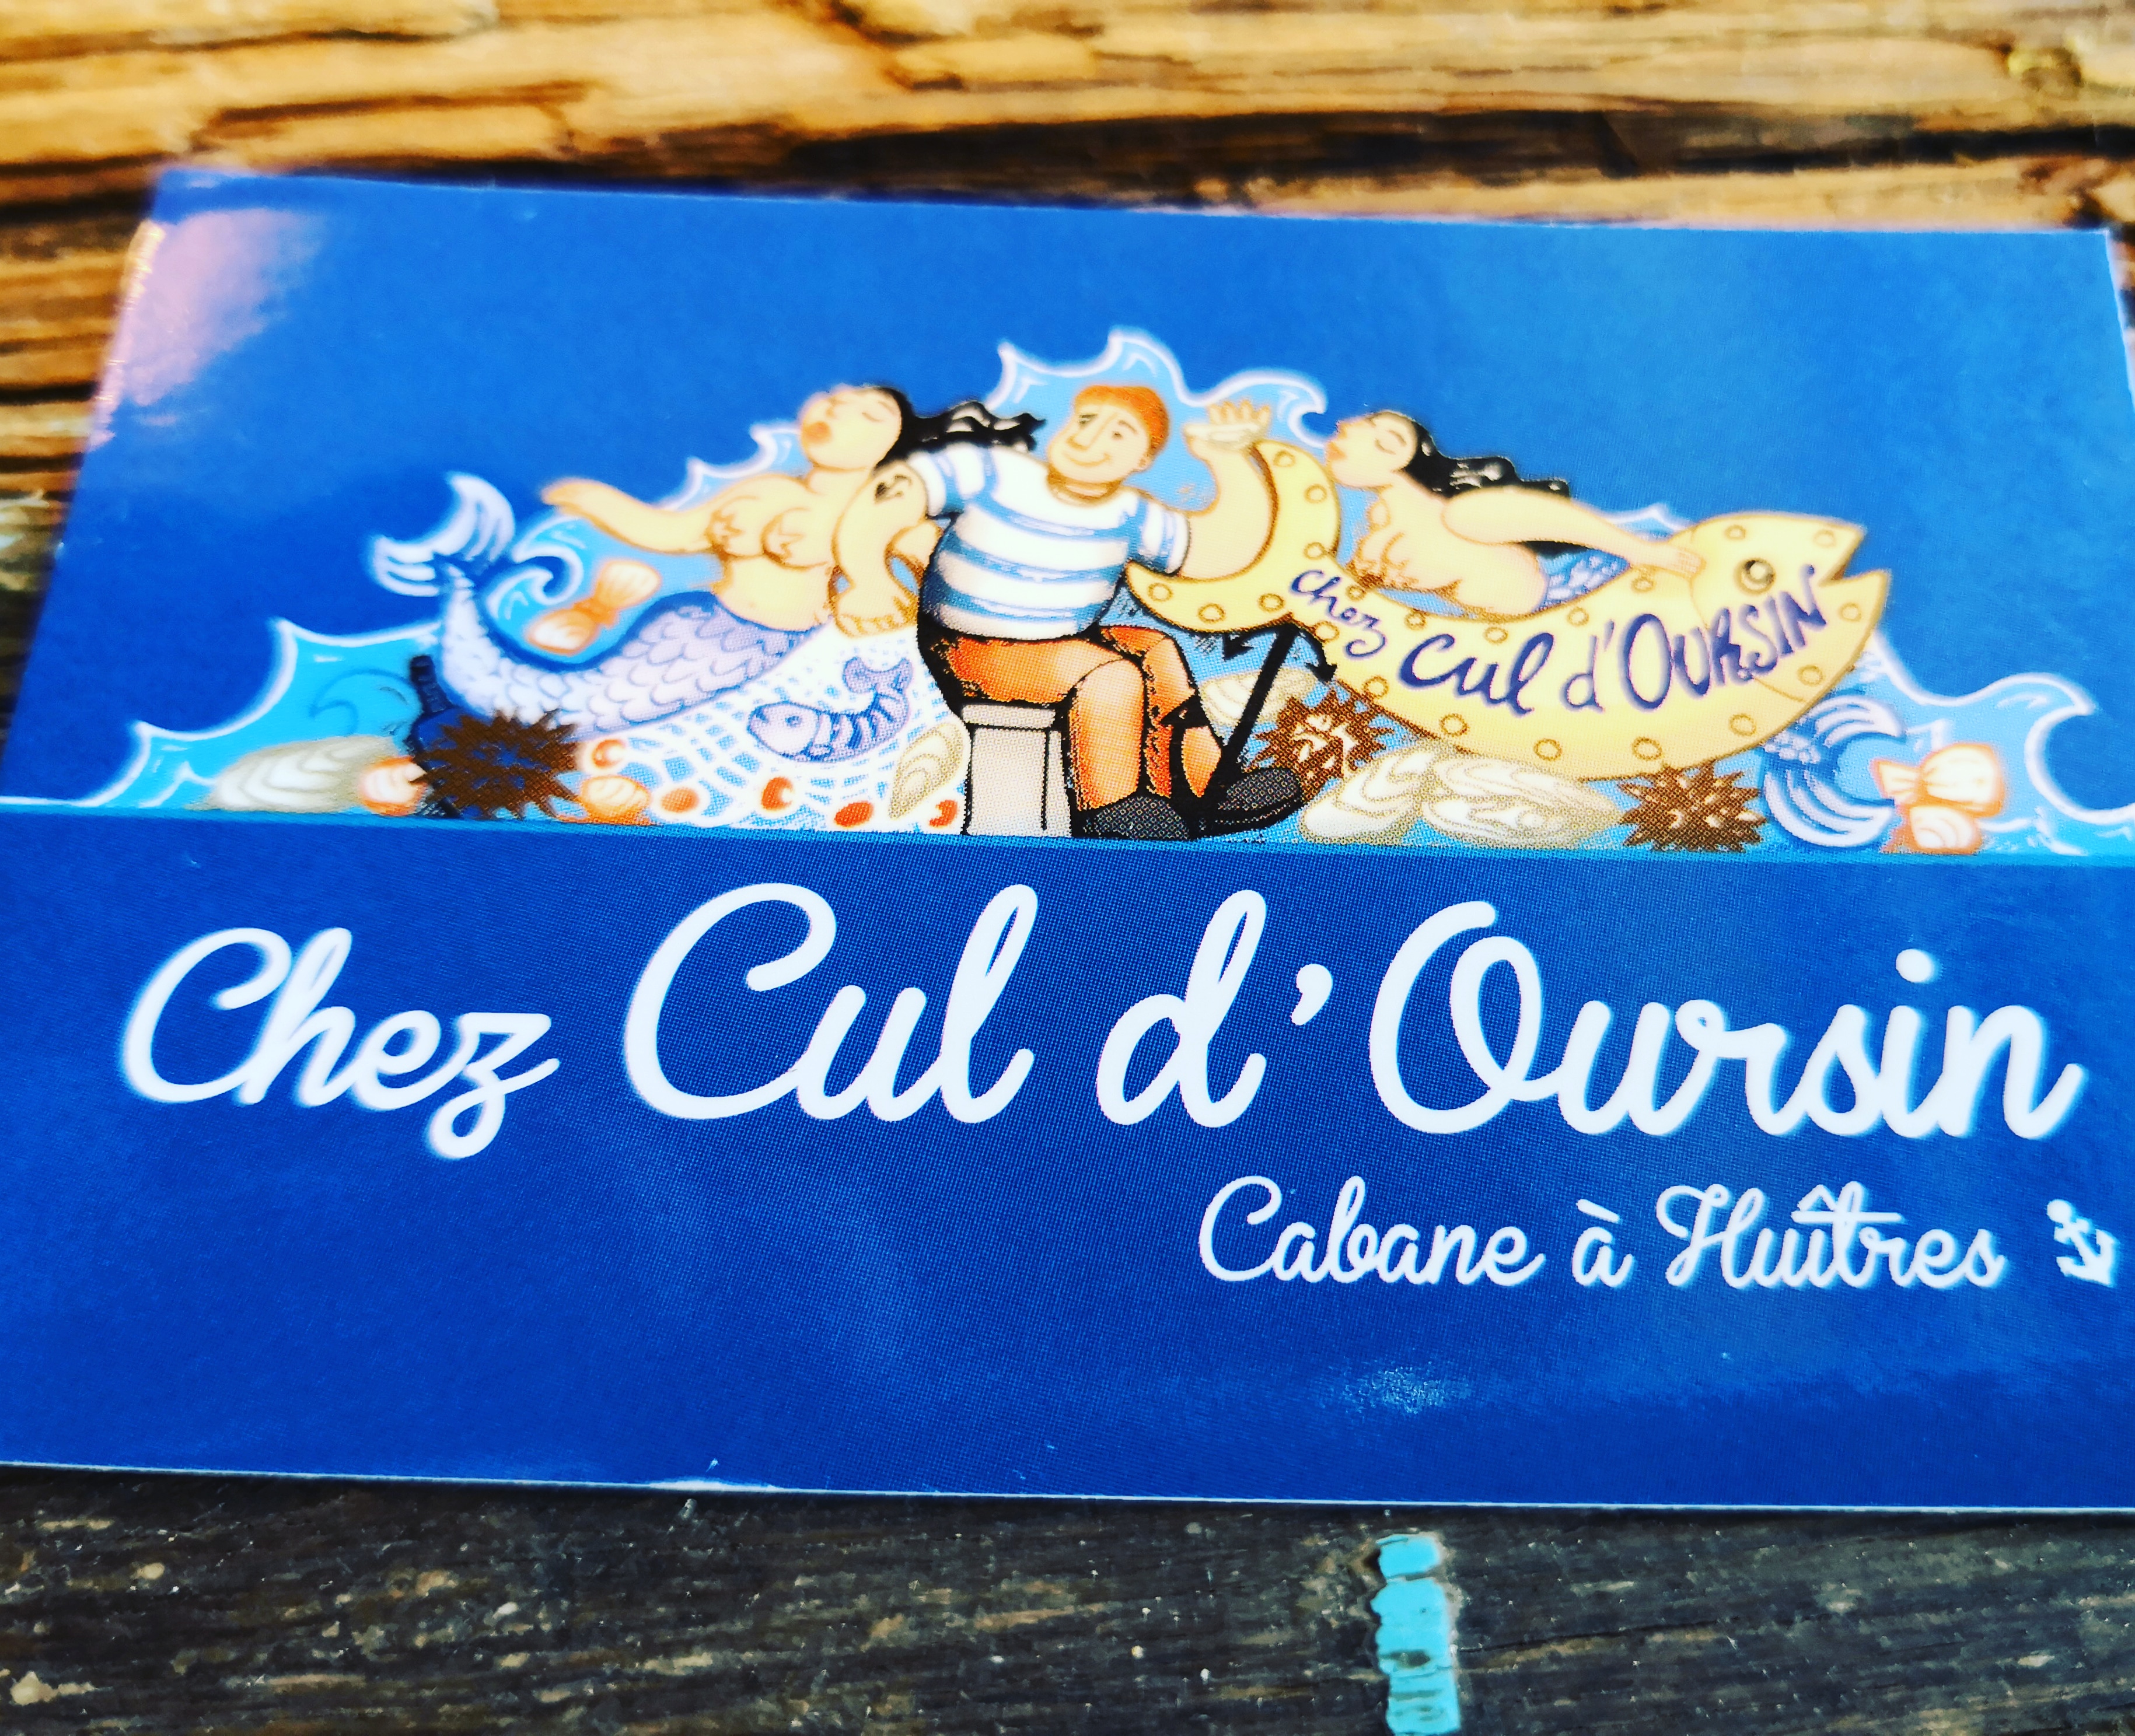 chez Cul d'OURSIN
Chez Cul d'Oursin
Cabane à Huîtres